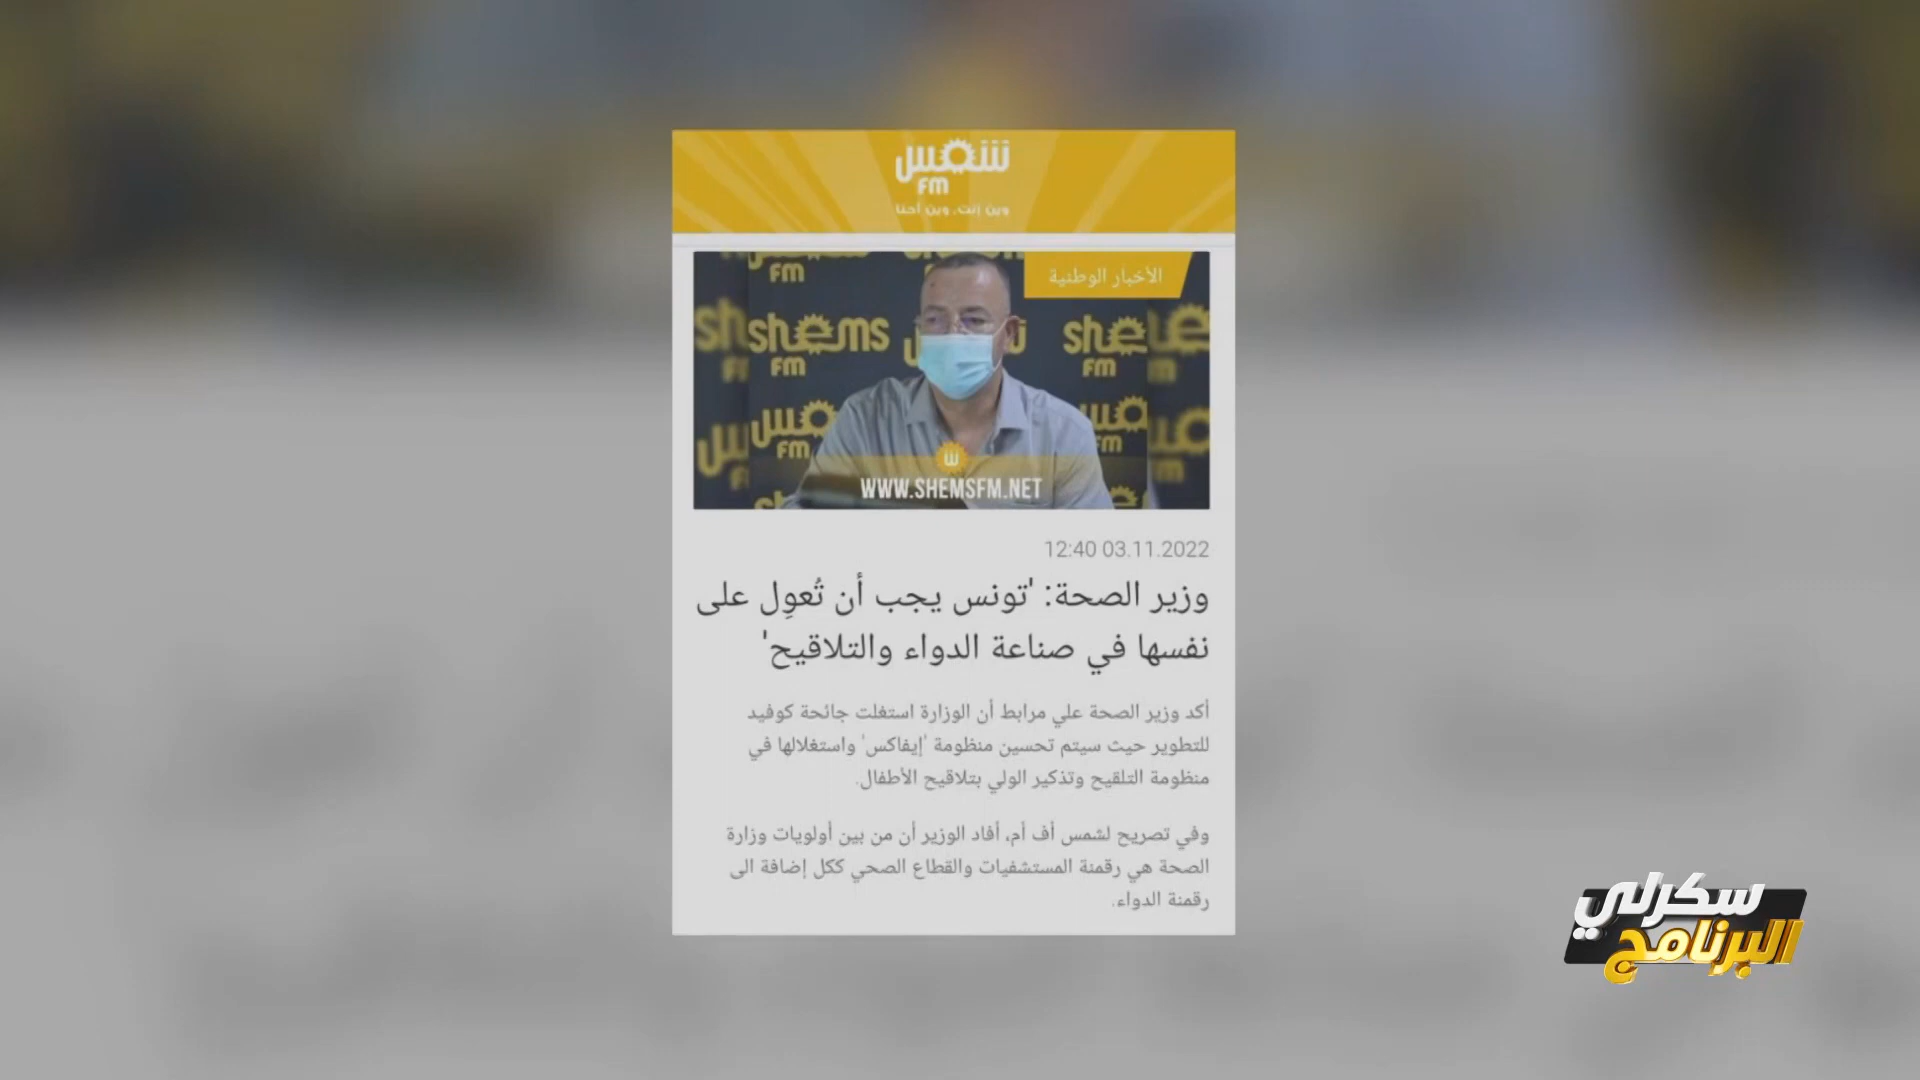 شمس
FM
وين إنت، وين أحنا
الأخبار الوطنية
shems
FM
WWW.SHEMSFM.NET
12:40 03.11.2022
وزير الصحة: 'تونس يجب أن تُعوِل على
نفسها في صناعة الدواء والتلاقيح'
أكد وزير الصحة علي مرابط أن الوزارة استغلت جائحة كوفيد
للتطوير حيث سيتم تحسين منظومة 'إيفاكس' واستغلالها في
منظومة التلقيح وتذكير الولي بتلاقيح الأطفال.
وفي تصريح لشمس أف أم، أفاد الوزير أن من بين أولويات وزارة
الصحة هي رقمنة المستشفيات والقطاع الصحي ككل إضافة الى
رقمنة الدواء.
سكرلي
البرنامج